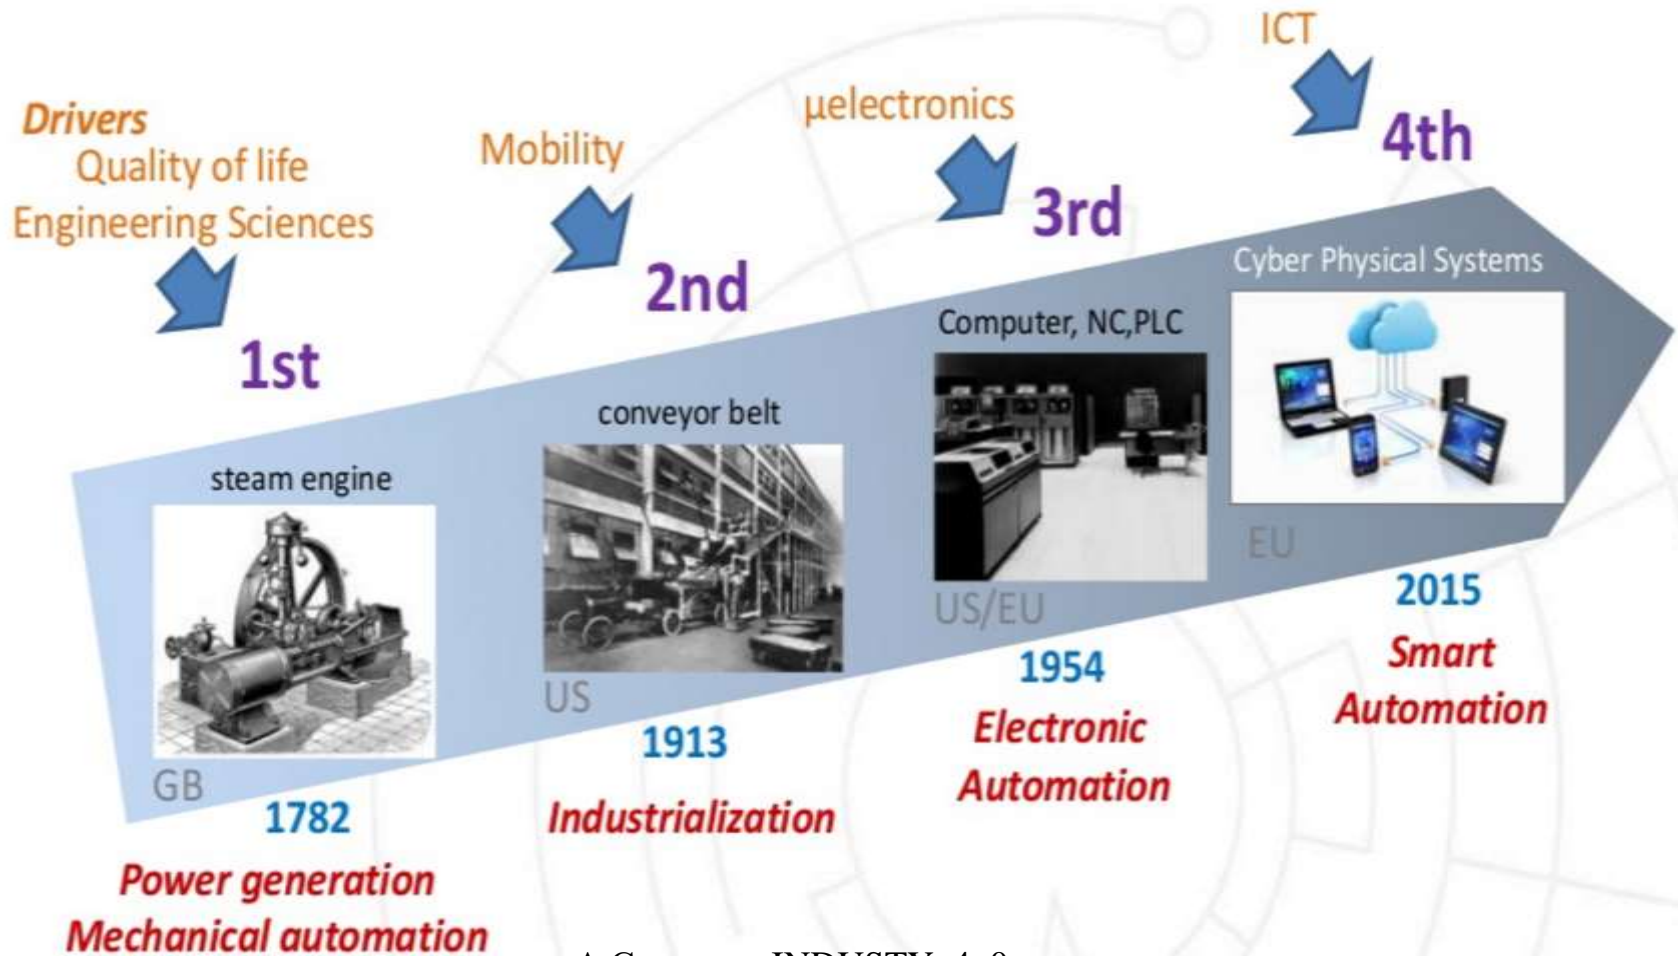 Drivers
Quality of life
Engineering Sciences
1st
steam engine
GB
1782
Power generation
Mechanical automation
Mobility
2nd
conveyor belt
US
1913
Industrialization
µelectronics
3rd
Computer, NC,PLC
US/EU
1954
Electronic
Automation
ICT
4th
Cyber Physical Systems
EU
2015
Smart
Automation